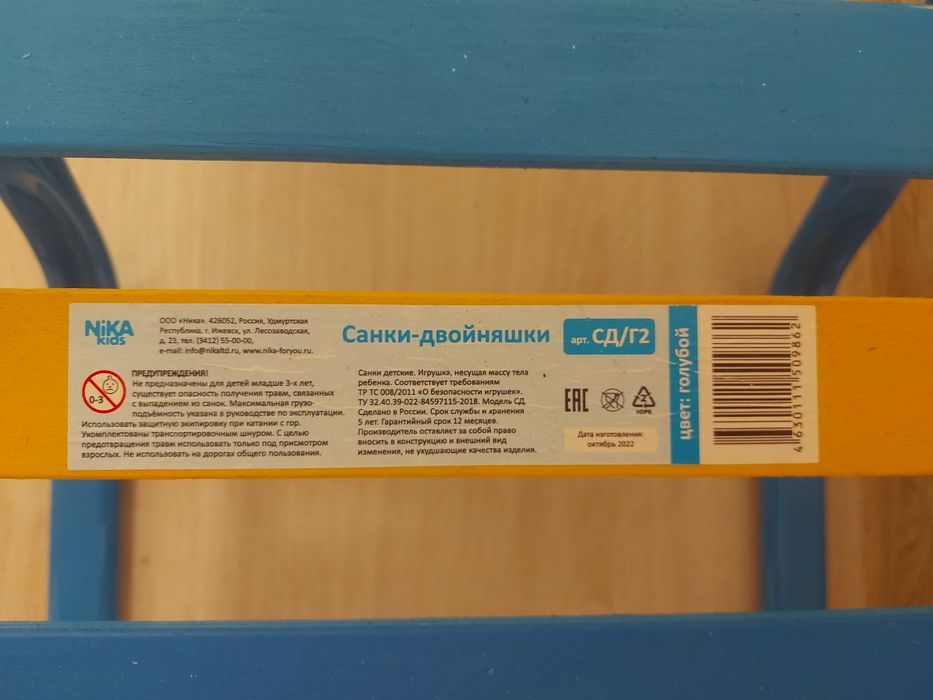 NiKA
kids
ООО «Ника». 426052, Россия, Удмуртская
Республика, г. Ижевск, ул. Лесозаводская,
д. 23, тел. (3412) 55-00-00,
e-mail: info@nikaltd.ru, www.nika-foryou.ru.
0-3
ПРЕДУПРЕЖДЕНИЯ!
Не предназначены для детей младше 3-х лет,
существует опасность получения травм, связанных
с выпадением из санок. Максимальная грузо-
подъёмность указана в руководстве по эксплуатации.
Использовать защитную экипировку при катании с гор.
Укомплектованы транспортировочным шнуром. С целью
предотвращения травм использовать только под присмотром
взрослых. Не использовать на дорогах общего пользования.
Санки-двойняшки
арт. СД/Г2
Санки детские. Игрушка, несущая массу тела
ребенка. Соответствует требованиям
ТР ТС 008/2011 «О безопасности игрушек».
ТУ 32.40.39-022-84597115-2018. Модель СД.
Сделано в России. Срок службы и хранения
5 лет. Гарантийный срок 12 месяцев.
Производитель оставляет за собой право
вносить в конструкцию и внешний вид
изменения, не ухудшающие качества изделия.
EAC
2
HDPE
Дата изготовления:
октябрь 2022
цвет: голубой
4630111509862